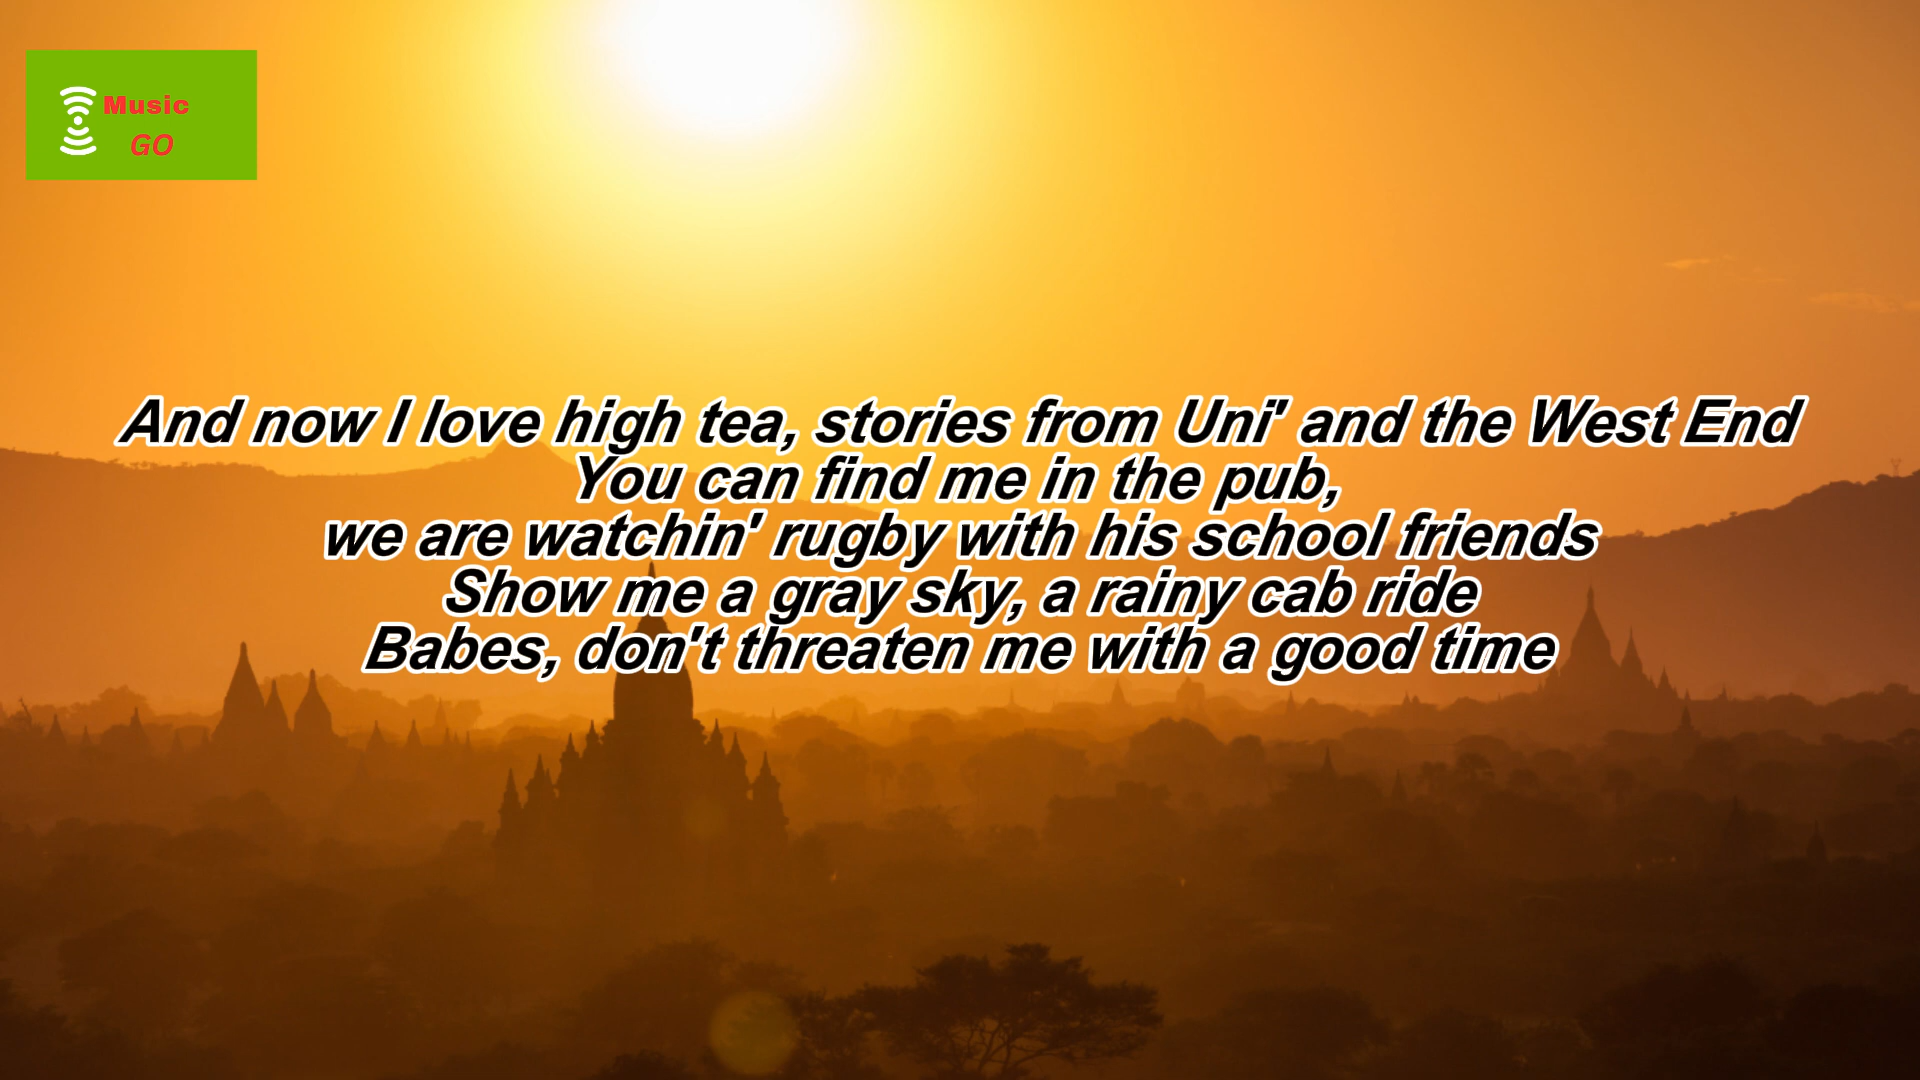 Music
GO
And now I love high tea, stories from Uni' and the West End
You can find me in the pub,
we are watchin' rugby with his school friends
Show me a gray sky, a rainy cab ride
Babes, don't threaten me with a good time